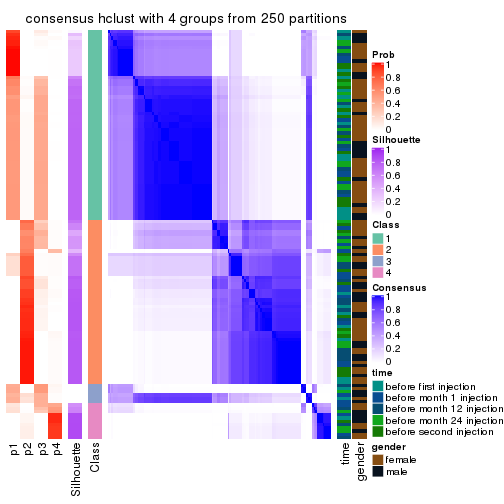 consensus hclust with 4 groups from 250 partitions
Prob
1
0.8
0.6
0.4
0.2
0
Silhouette
1
0.8
0.6
0.4
0.2
0
Class
1
2
3
4
Consensus
1
0.8
0.6
0.4
0.2
0
time
before first injection
before month 1 injection
before month 12 injection
before month 24 injection
before second injection
gender
female
male
p1
p2
p3
p4
Silhouette
Class
time
gender